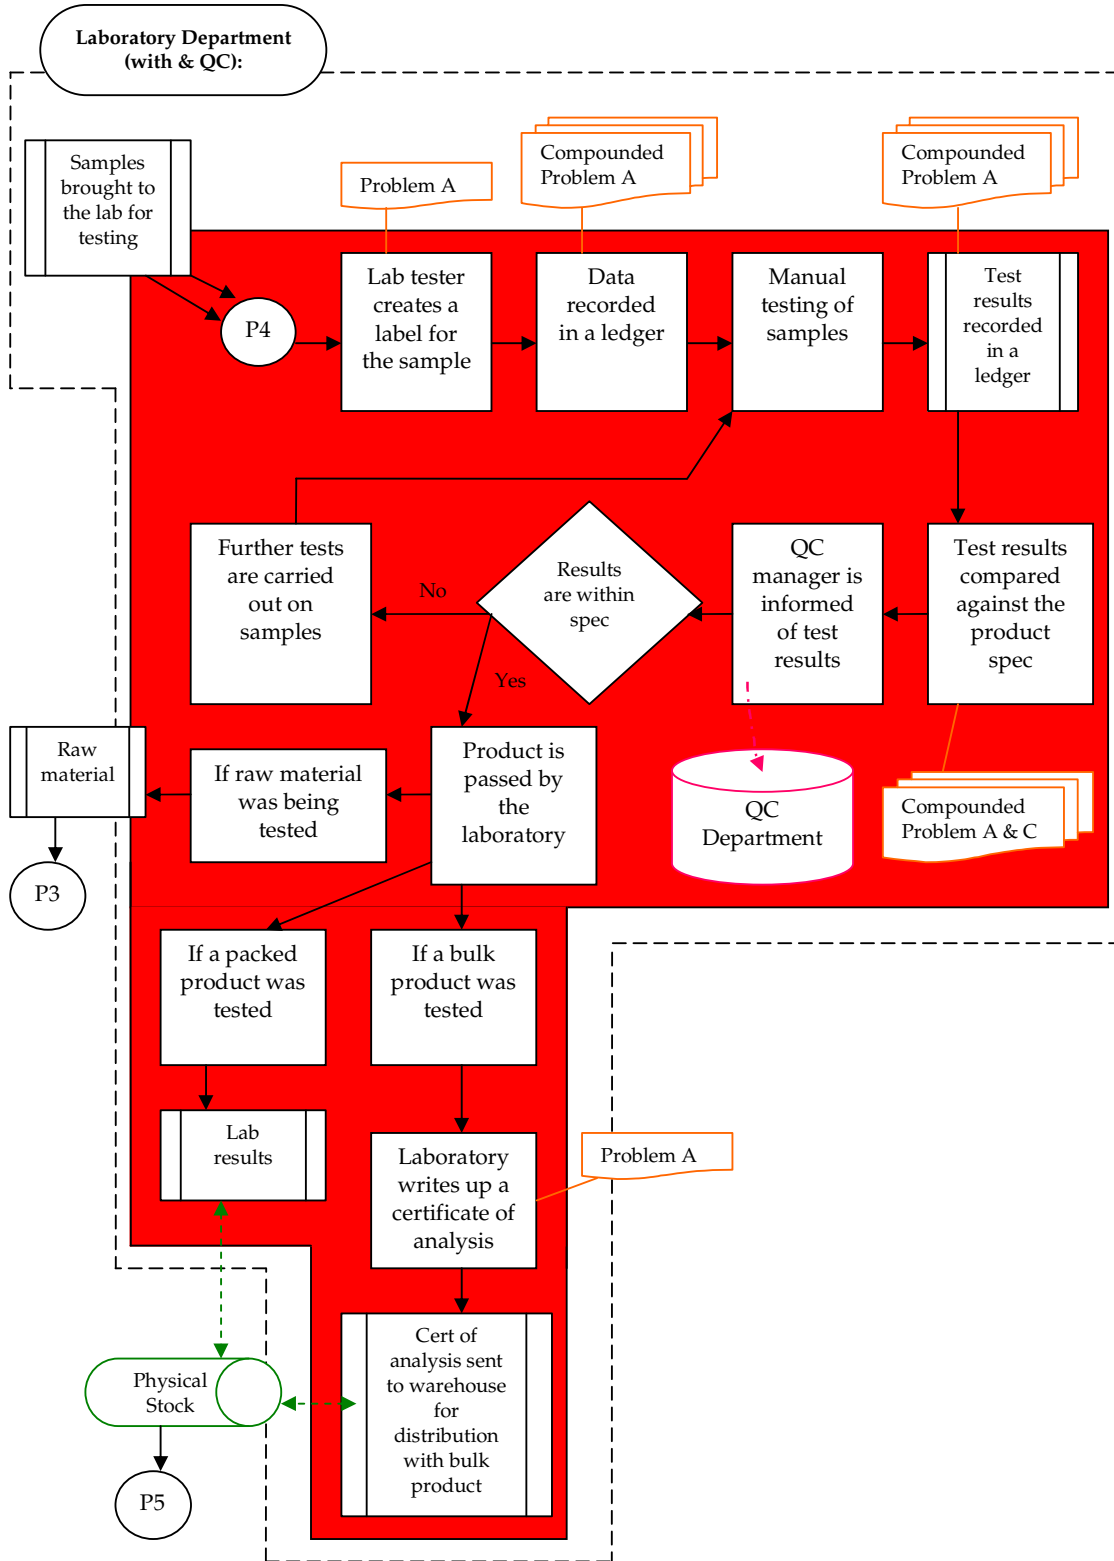 Laboratory Department
(with & QC):
Samples
brought to
the lab for
testing
Problem A
Compounded
Problem A
Compounded
Problem A
P4
Lab tester
creates a
label for
the sample
Data
recorded
in a ledger
Manual
testing of
samples
Test
results
recorded
in a
ledger
Further tests
are carried
out on
samples
No
Results
are within
spec
Yes
QC
manager is
informed
of test
results
Test results
compared
against the
product
spec
Raw
material
If raw material
was being
tested
Product is
passed by
the
laboratory
QC
Department
Compounded
Problem A & C
P3
If a packed
product was
tested
If a bulk
product was
tested
Lab
results
Laboratory
writes up a
certificate of
analysis
Problem A
Physical
Stock
Cert of
analysis sent
to warehouse
for
distribution
with bulk
product
P5